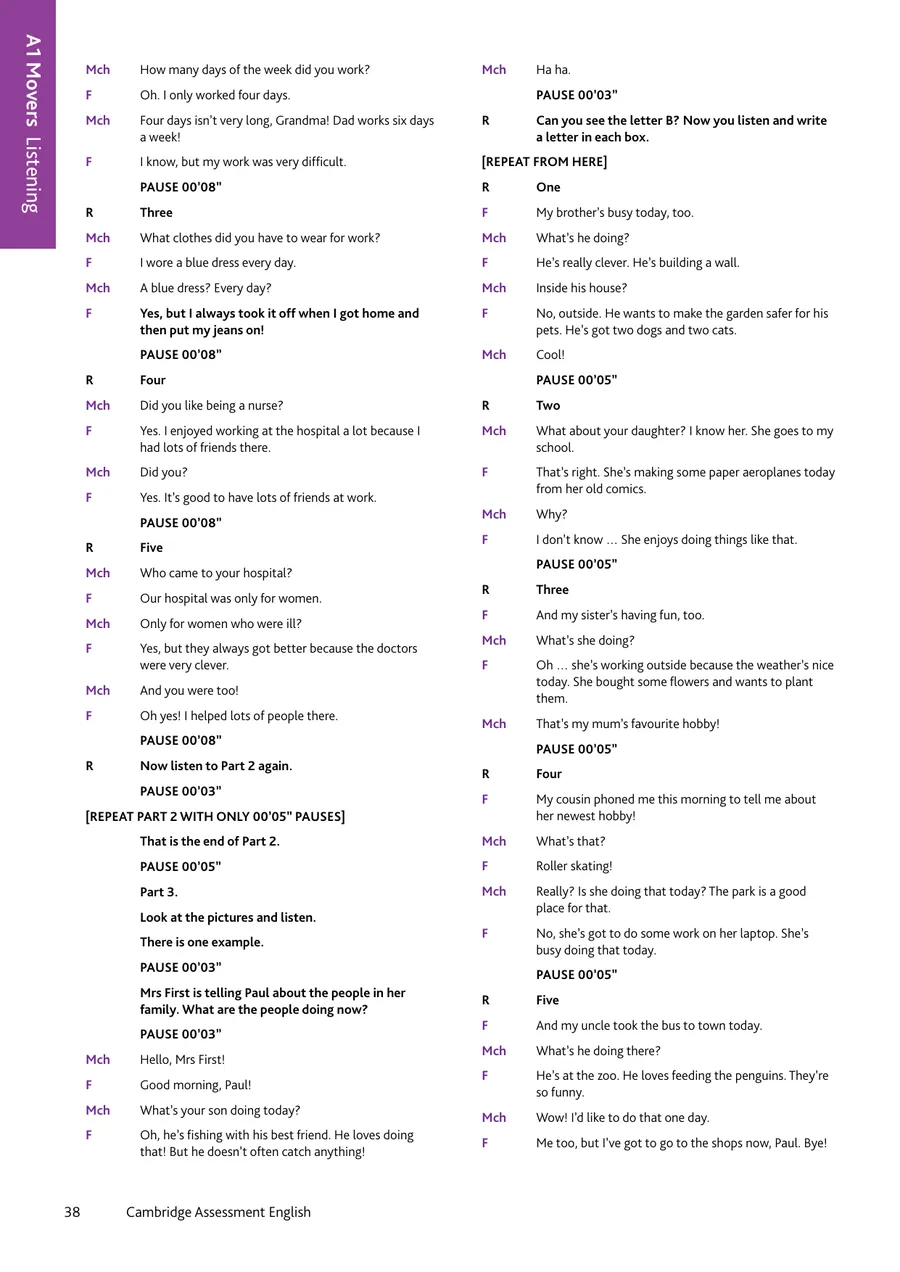 A1 Movers Listening
Mch How many days of the week did you work?
F Oh. I only worked four days.
Mch Four days isn't very long, Grandma! Dad works six days
a week!
F I know, but my work was very difficult.
PAUSE 00'08"
R Three
Mch What clothes did you have to wear for work?
F I wore a blue dress every day.
Mch A blue dress? Every day?
F Yes, but I always took it off when I got home and
then put my jeans on!
PAUSE 00'08"
R Four
Mch Did you like being a nurse?
F Yes. I enjoyed working at the hospital a lot because I
had lots of friends there.
Mch Did you?
F Yes. It's good to have lots of friends at work.
PAUSE 00'08"
R Five
Mch Who came to your hospital?
F Our hospital was only for women.
Mch Only for women who were ill?
F Yes, but they always got better because the doctors
were very clever.
Mch And you were too!
F Oh yes! I helped lots of people there.
PAUSE 00'08"
R Now listen to Part 2 again.
PAUSE 00'03"
[REPEAT PART 2 WITH ONLY 00'05" PAUSES]
That is the end of Part 2.
PAUSE 00'05"
Part 3.
Look at the pictures and listen.
There is one example.
PAUSE 00'03"
Mrs First is telling Paul about the people in her
family. What are the people doing now?
PAUSE 00'03"
Mch Hello, Mrs First!
F Good morning, Paul!
Mch What's your son doing today?
F Oh, he's fishing with his best friend. He loves doing
that! But he doesn't often catch anything!
Mch Ha ha.
PAUSE 00'03"
R Can you see the letter B? Now you listen and write
a letter in each box.
[REPEAT FROM HERE]
R One
F My brother's busy today, too.
Mch What's he doing?
F He's really clever. He's building a wall.
Mch Inside his house?
F No, outside. He wants to make the garden safer for his
pets. He's got two dogs and two cats.
Mch Cool!
PAUSE 00'05"
R Two
Mch What about your daughter? I know her. She goes to my
school.
F That's right. She's making some paper aeroplanes today
from her old comics.
Mch Why?
F I don't know … She enjoys doing things like that.
PAUSE 00'05"
R Three
F And my sister's having fun, too.
Mch What's she doing?
F Oh … she's working outside because the weather's nice
today. She bought some flowers and wants to plant
them.
Mch That's my mum's favourite hobby!
PAUSE 00'05"
R Four
F My cousin phoned me this morning to tell me about
her newest hobby!
Mch What's that?
F Roller skating!
Mch Really? Is she doing that today? The park is a good
place for that.
F No, she's got to do some work on her laptop. She's
busy doing that today.
PAUSE 00'05"
R Five
F And my uncle took the bus to town today.
Mch What's he doing there?
F He's at the zoo. He loves feeding the penguins. They're
so funny.
Mch Wow! I'd like to do that one day.
F Me too, but I've got to go to the shops now, Paul. Bye!
38 Cambridge Assessment English